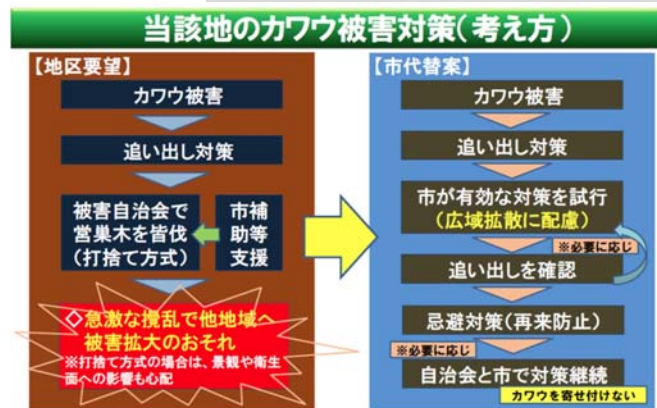 当該地のカワウ被害対策(考え方)
【地区要望】
カワウ被害
追い出し対策
被害自治会で
営巣木を皆伐
(打捨て方式)
市補
助等
支援
◇急激な撹乱で他地域へ
被害拡大のおそれ
※打捨て方式の場合は、景観や衛生
面への影響も心配
【市代替案】
カワウ被害
追い出し対策
市が有効な対策を試行
(広域拡散に配慮)
※必要に応じ
追い出しを確認
忌避対策(再来防止)
※必要に応じ
自治会と市で対策継続
カワウを寄せ付けない